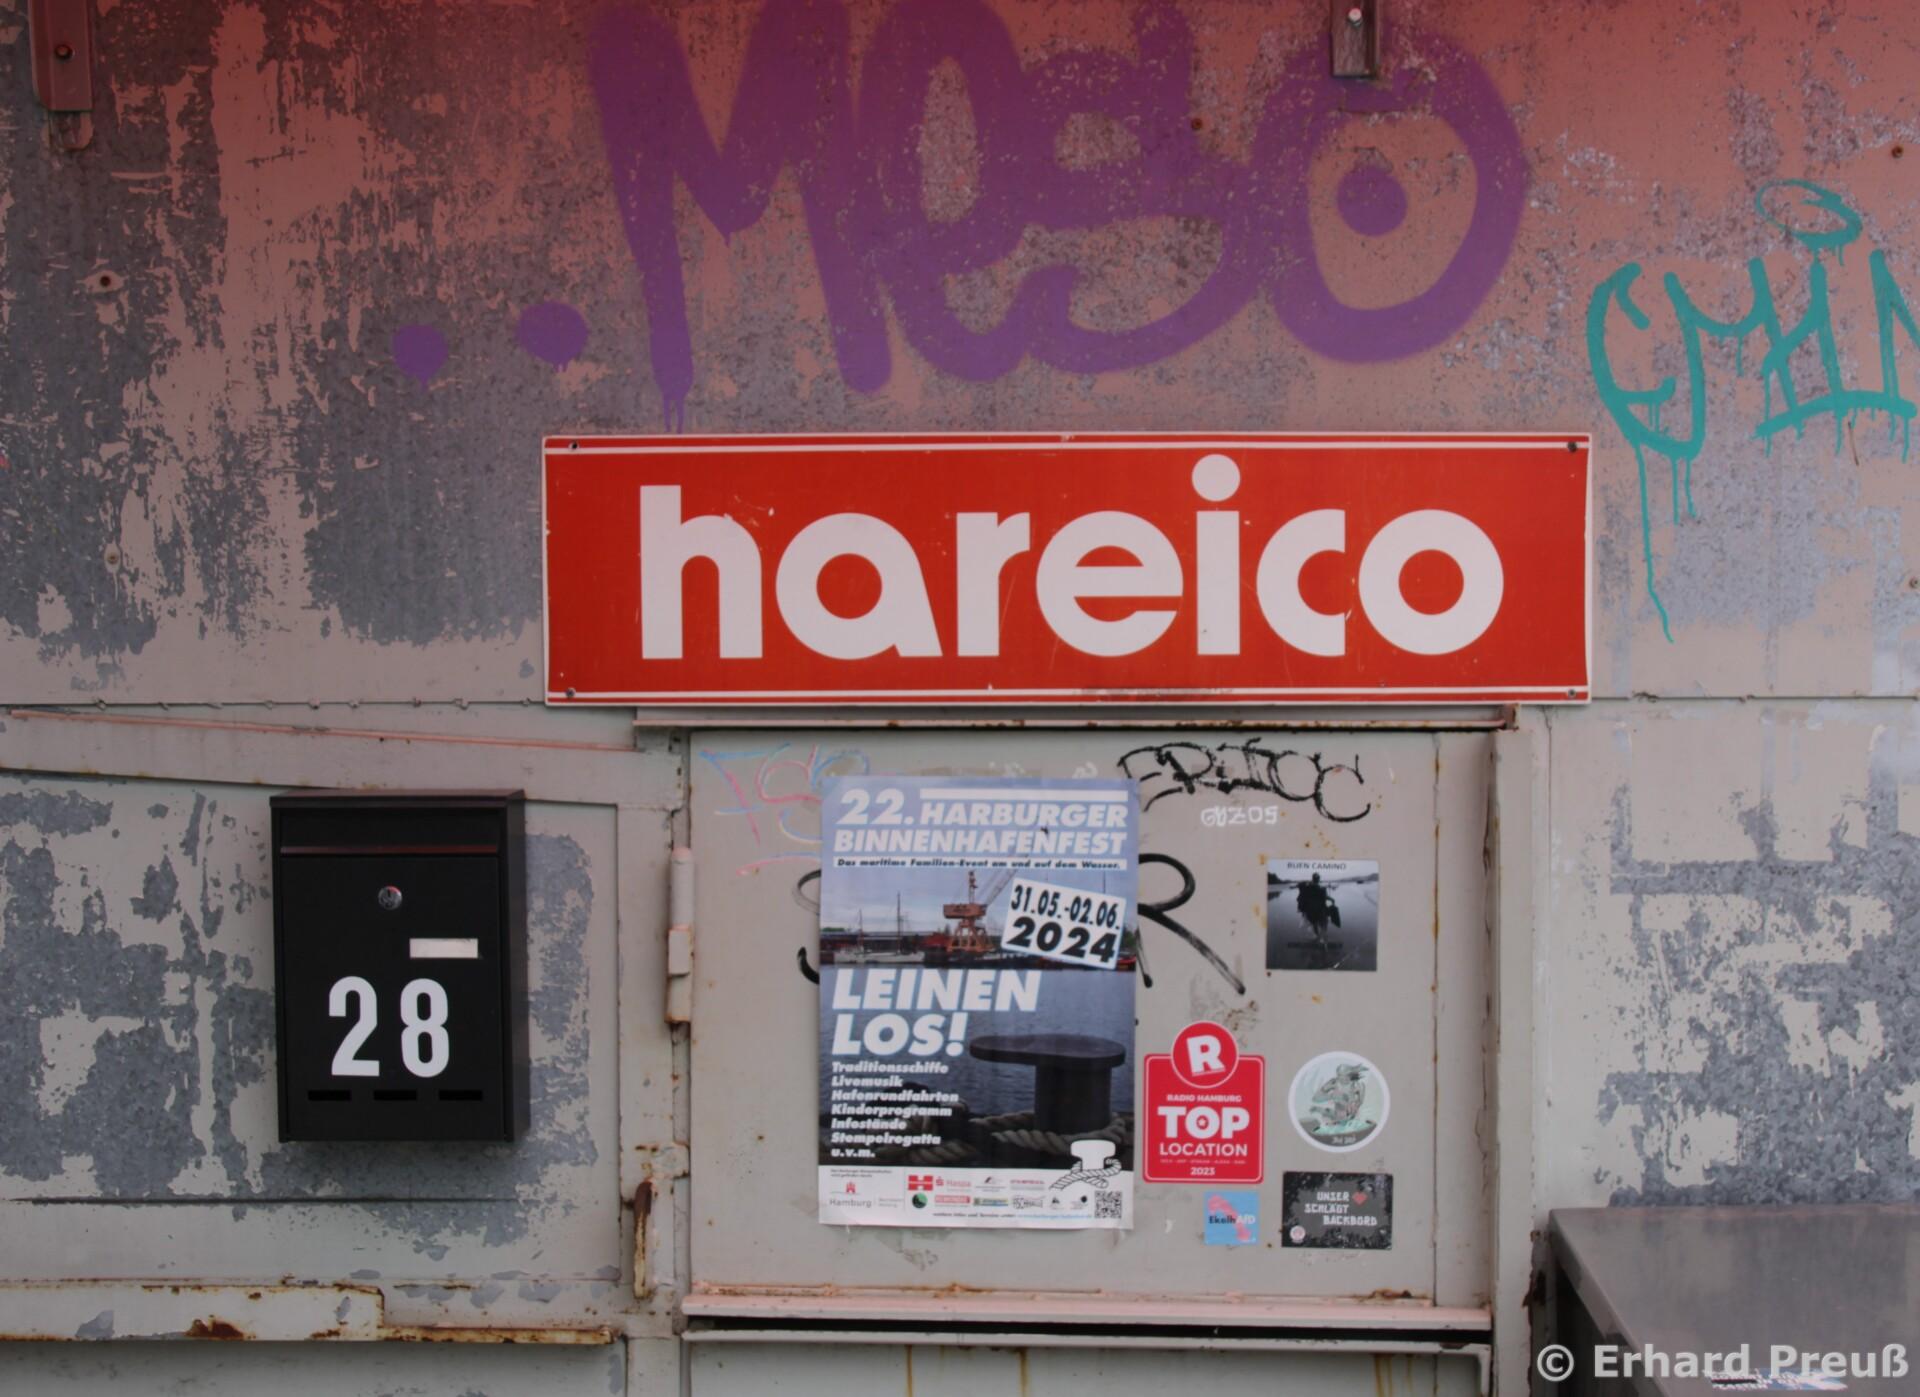 MESO
hareico
28
22. HARBURGER
BINNENHAFENFEST
Das maritime Familien-Event am und auf dem Wasser.
31.05.-02.06.
2024
LEINEN
LOS!
Traditionsschiffe
Livemusik
Hafenrundfahrten
Kinderprogramm
Infostände
Stempelregatta
u.v.m.
Haspa
Hamburg
BUEN CAMINO
R
RADIO HAMBURG
TOP
LOCATION
2023
EkelhAfD
UNSER
SCHLÄGT
BACKBORD
© Erhard Preuß